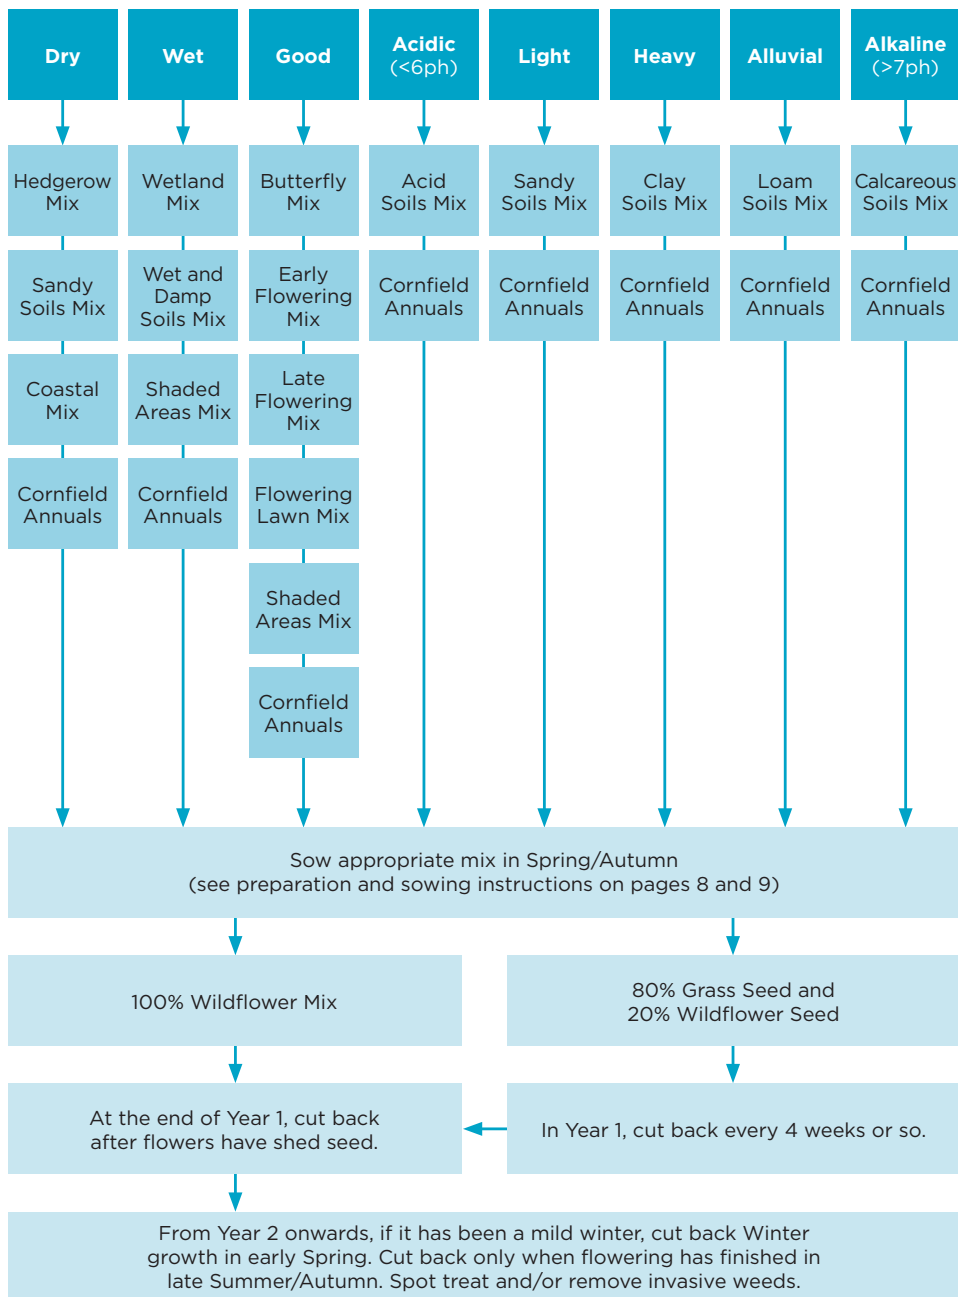 Dry
Wet
Good
Acidic
(<6ph)
Light
Heavy
Alluvial
Alkaline
(>7ph)
Hedgerow
Mix
Wetland
Mix
Butterfly
Mix
Acid
Soils Mix
Sandy
Soils Mix
Clay
Soils Mix
Loam
Soils Mix
Calcareous
Soils Mix
Sandy
Soils Mix
Wet and
Damp
Soils Mix
Early
Flowering
Mix
Cornfield
Annuals
Cornfield
Annuals
Cornfield
Annuals
Cornfield
Annuals
Cornfield
Annuals
Coastal
Mix
Shaded
Areas Mix
Late
Flowering
Mix
Cornfield
Annuals
Cornfield
Annuals
Flowering
Lawn Mix
Shaded
Areas Mix
Cornfield
Annuals
Sow appropriate mix in Spring/Autumn
(see preparation and sowing instructions on pages 8 and 9)
100% Wildflower Mix
80% Grass Seed and
20% Wildflower Seed
At the end of Year 1, cut back
after flowers have shed seed.
In Year 1, cut back every 4 weeks or so.
From Year 2 onwards, if it has been a mild winter, cut back Winter
growth in early Spring. Cut back only when flowering has finished in
late Summer/Autumn. Spot treat and/or remove invasive weeds.